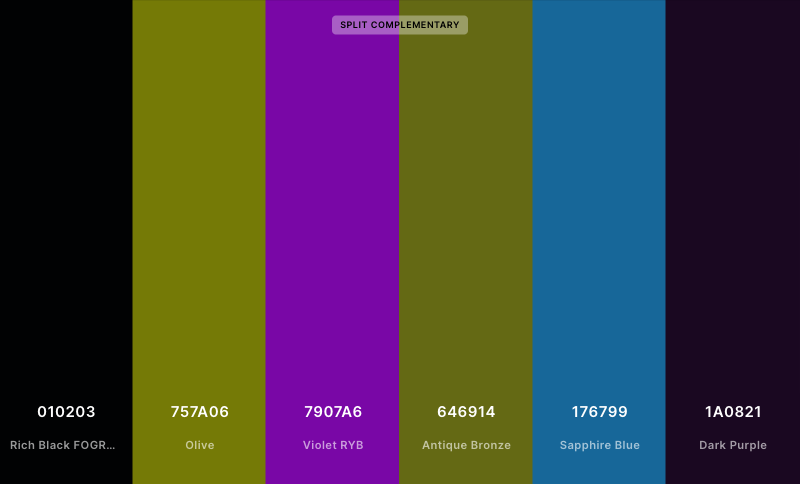 SPLIT COMPLEMENTARY
010203
757A06
7907A6
646914
176799
1A0821
Rich Black FOGR...
Olive
Violet RYB
Antique Bronze
Sapphire Blue
Dark Purple